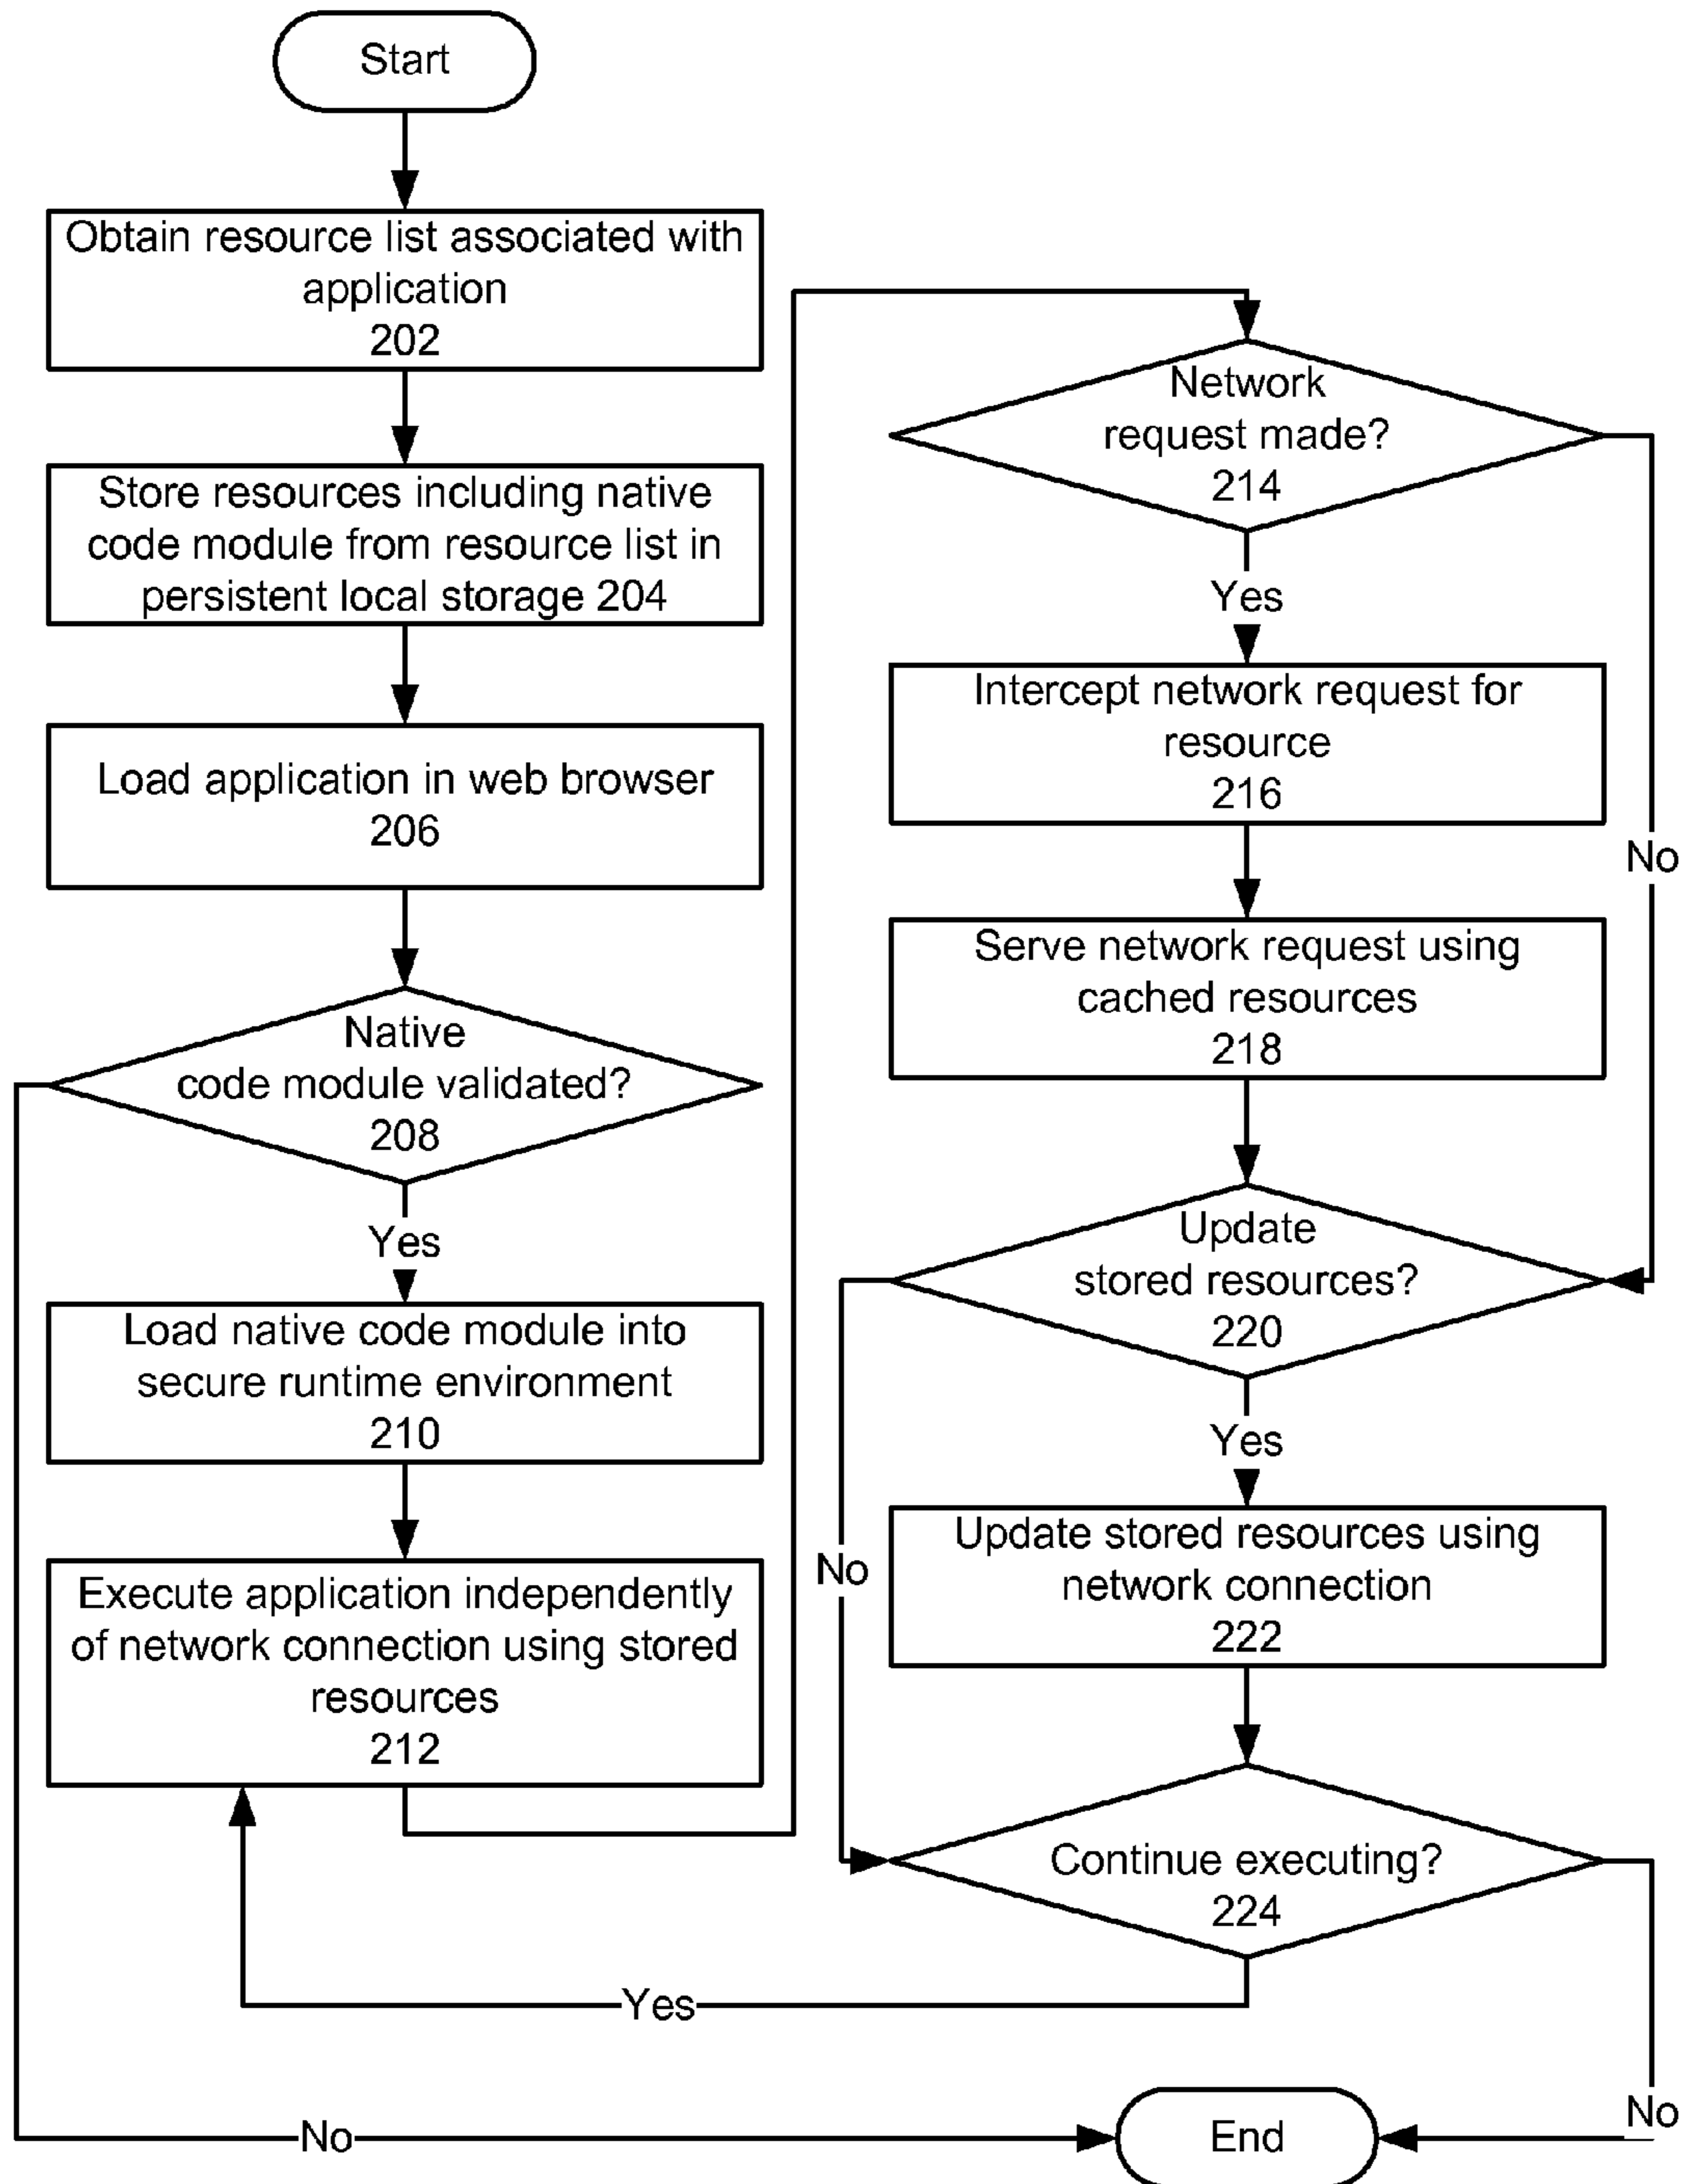 Start
Obtain resource list associated with
application
202
Store resources including native
code module from resource list in
persistent local storage 204
Load application in web browser
206
Native
code module validated?
208
Yes
Load native code module into
secure runtime environment
210
Execute application independently
of network connection using stored
resources
212
Network
request made?
214
Yes
No
Intercept network request for
resource
216
Serve network request using
cached resources
218
Update
stored resources?
220
Yes
No
Update stored resources using
network connection
222
Continue executing?
224
Yes
No
No
End